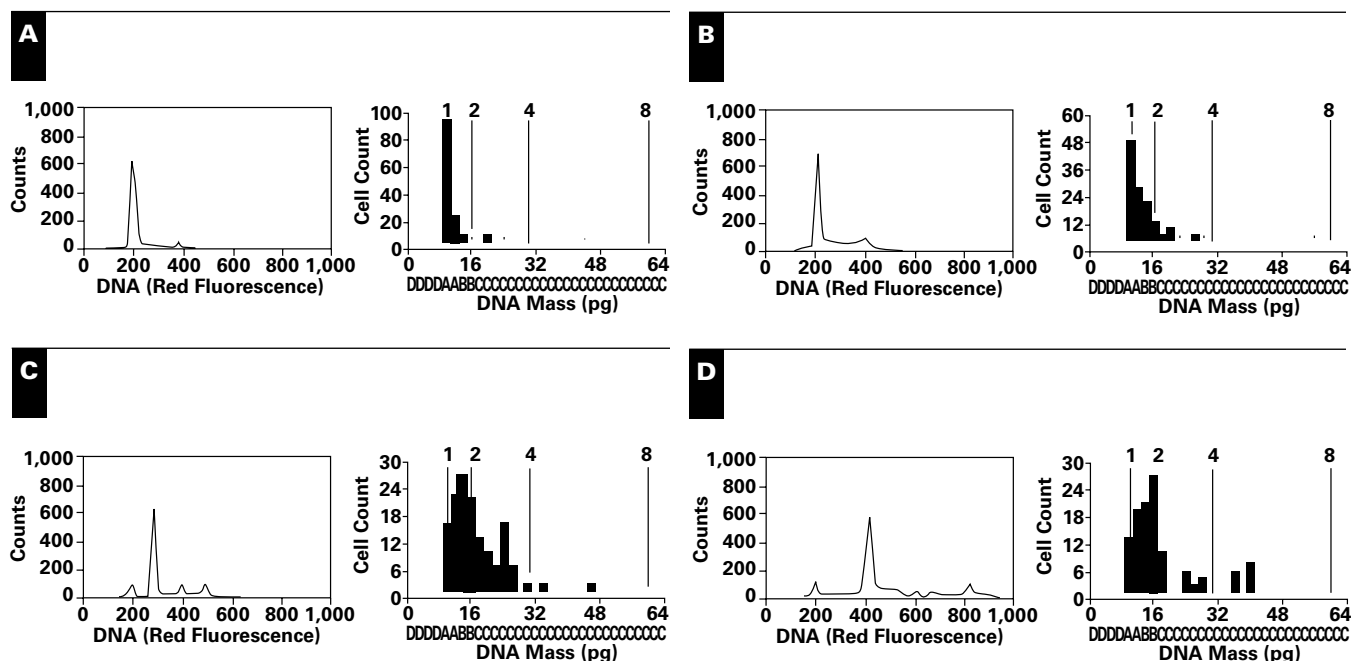 A
1,000
800
600
400
200
0
Counts
0 200 400 600 800 1,000
DNA (Red Fluorescence)
100
80
60
40
20
0
Cell Count
1 2 4 8
0 16 32 48 64
DDDDAABBCCCCCCCCCCCCCCCCCCCCCCCC
DNA Mass (pg)
B
1,000
800
600
400
200
0
Counts
0 200 400 600 800 1,000
DNA (Red Fluorescence)
60
48
36
24
12
0
Cell Count
1 2 4 8
0 16 32 48 64
DDDDAABBCCCCCCCCCCCCCCCCCCCCCCCC
DNA Mass (pg)
C
1,000
800
600
400
200
0
Counts
0 200 400 600 800 1,000
DNA (Red Fluorescence)
30
24
18
12
6
0
Cell Count
1 2 4 8
0 16 32 48 64
DDDDAABBCCCCCCCCCCCCCCCCCCCCCCCC
DNA Mass (pg)
D
1,000
800
600
400
200
0
Counts
0 200 400 600 800 1,000
DNA (Red Fluorescence)
30
24
18
12
6
0
Cell Count
1 2 4 8
0 16 32 48 64
DDDDAABBCCCCCCCCCCCCCCCCCCCCCCCC
DNA Mass (pg)